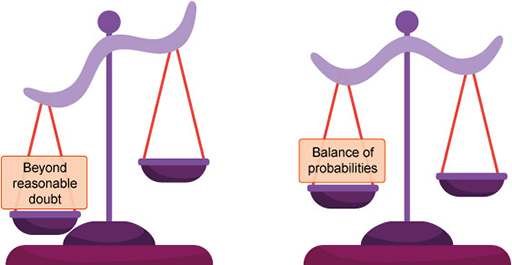 Beyond
reasonable
doubt
Balance of
probabilities